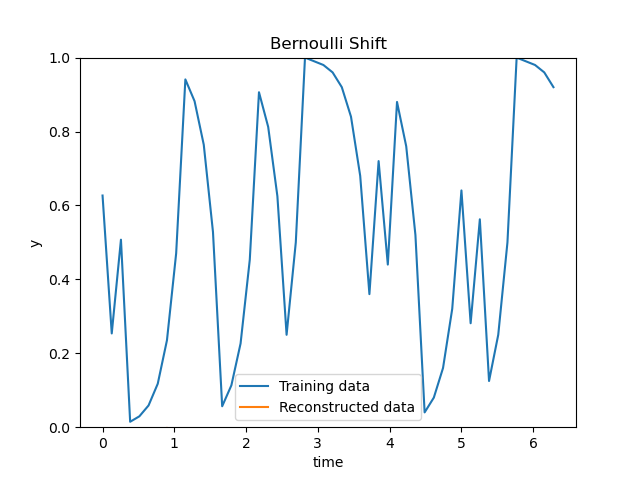 Bernoulli Shift
y
1.0
0.8
0.6
0.4
0.2
0.0
Training data
Reconstructed data
0 1 2 3 4 5 6
time